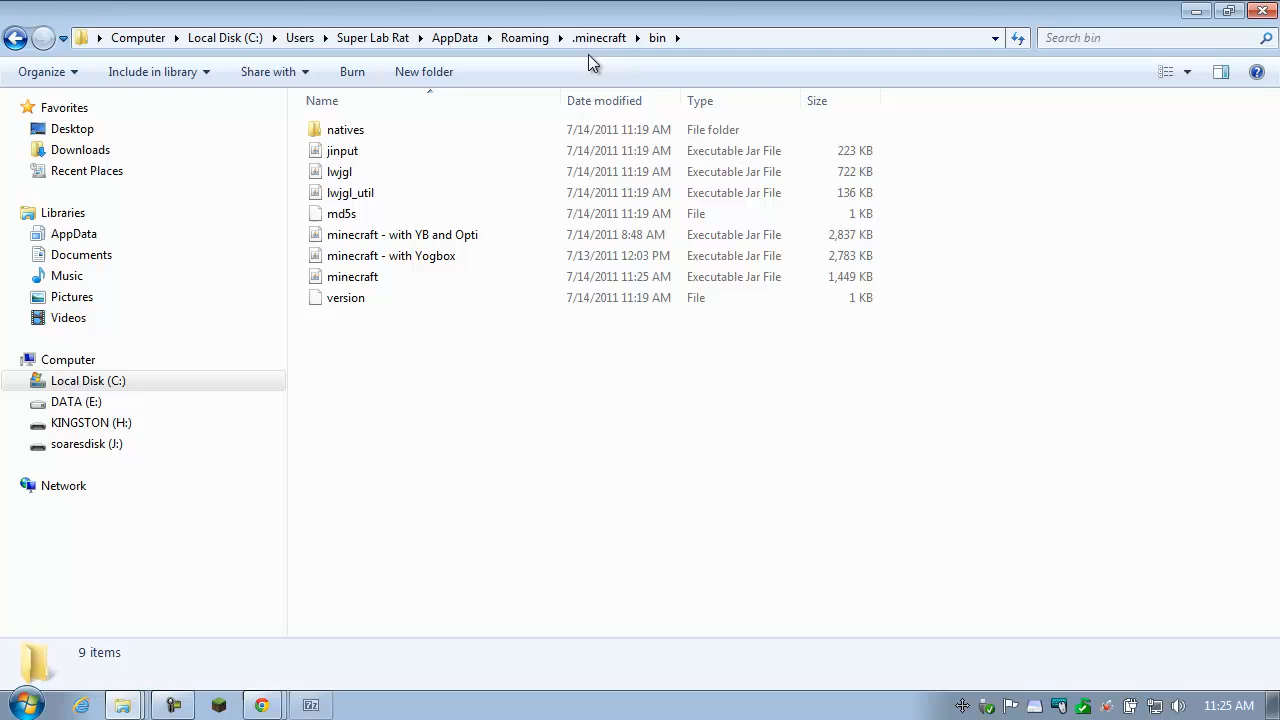 Computer Local Disk (C:) Users Super Lab Rat AppData Roaming .minecraft bin Search bin
Organize Include in library Share with Burn New folder
Favorites
Desktop
Downloads
Recent Places
Libraries
AppData
Documents
Music
Pictures
Videos
Computer
Local Disk (C:)
DATA (E:)
KINGSTON (H:)
soaresdisk (J:)
Network
Name Date modified Type Size
natives 7/14/2011 11:19 AM File folder
jinput 7/14/2011 11:19 AM Executable Jar File 223 KB
lwjgl 7/14/2011 11:19 AM Executable Jar File 722 KB
lwjgl_util 7/14/2011 11:19 AM Executable Jar File 136 KB
md5s 7/14/2011 11:19 AM File 1 KB
minecraft - with YB and Opti 7/14/2011 8:48 AM Executable Jar File 2,837 KB
minecraft - with Yogbox 7/13/2011 12:03 PM Executable Jar File 2,783 KB
minecraft 7/14/2011 11:25 AM Executable Jar File 1,449 KB
version 7/14/2011 11:19 AM File 1 KB
9 items
7z
11:25 AM